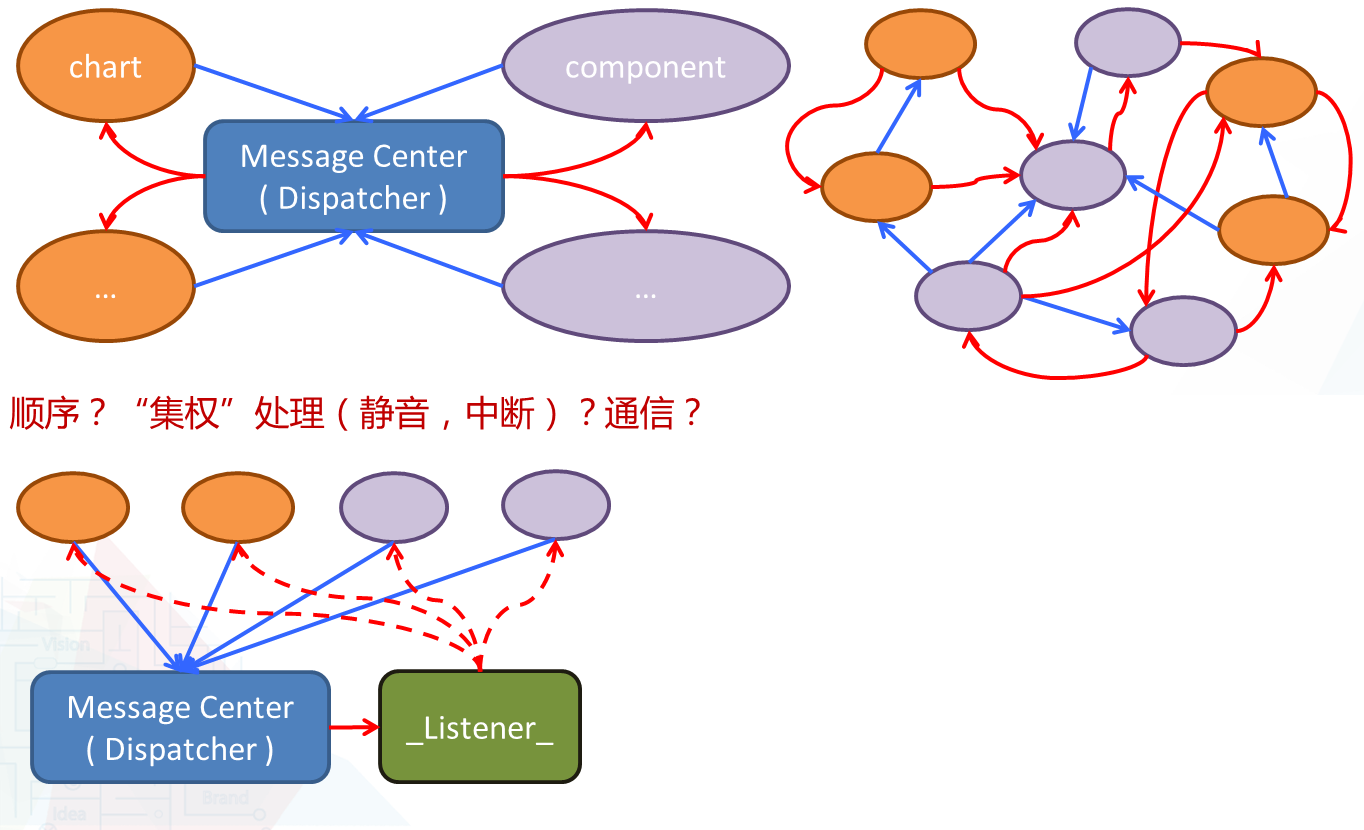 chart
component
Message Center
( Dispatcher )
...
...
顺序？ “集权”处理（静音，中断）？通信？
Vision
Message Center
( Dispatcher )
_Listener_
Brand
Idea